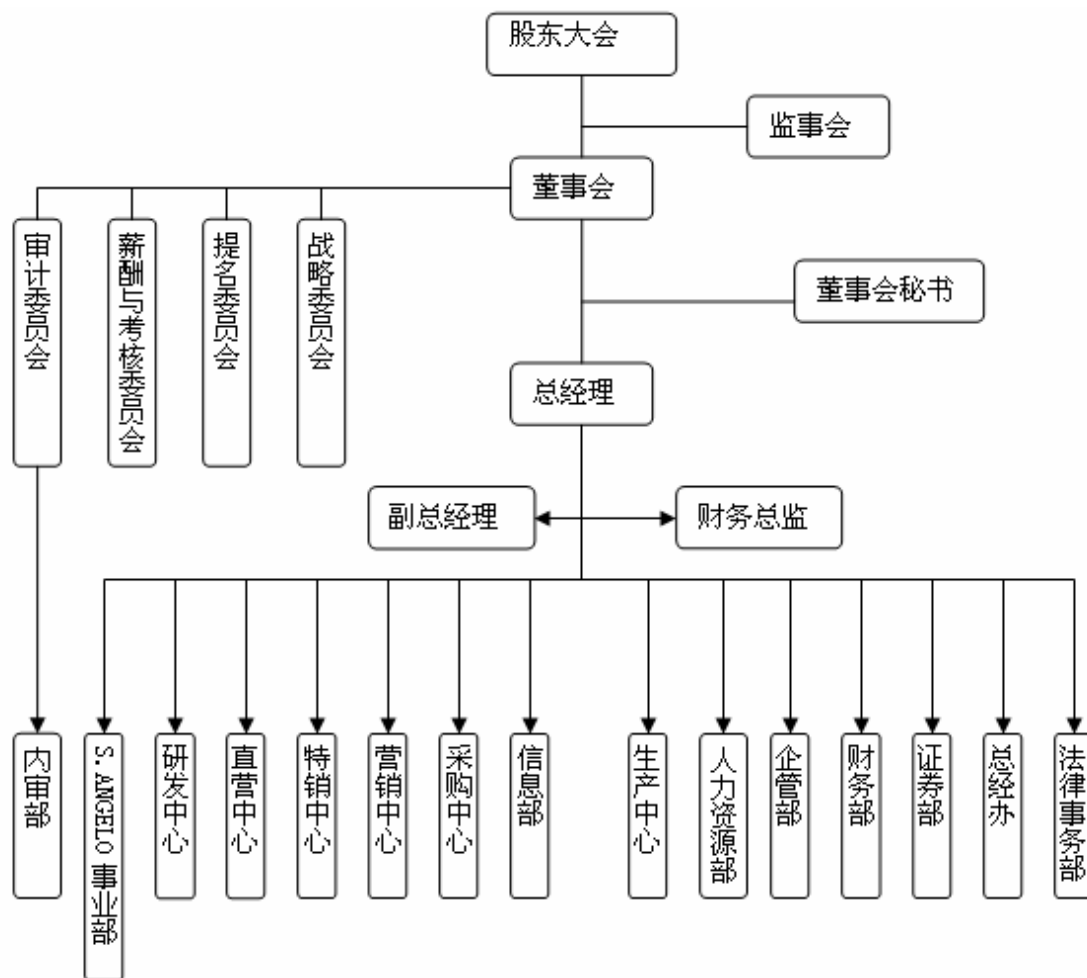 股东大会
监事会
董事会
审计委员会
薪酬与考核委员会
提名委员会
战略委员会
董事会秘书
总经理
副总经理
财务总监
内审部
S.ANGELO 事业部
研发中心
直营中心
特销中心
营销中心
采购中心
信息部
生产中心
人力资源部
企管部
财务部
证券部
总经办
法律事务部